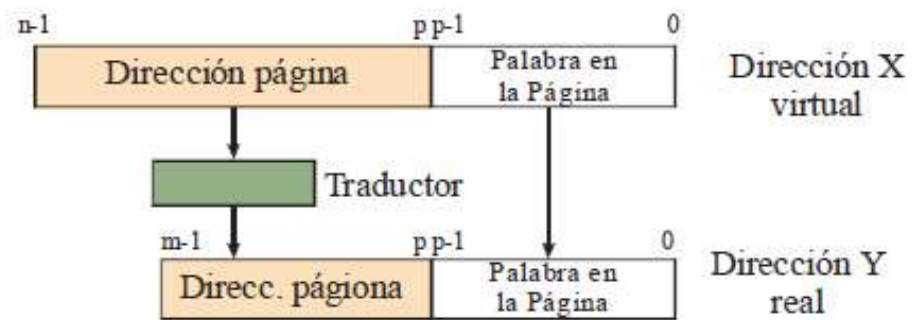 n-1 p p-1 0
Dirección página
Palabra en
la Página
Dirección X
virtual
Traductor
m-1 p p-1 0
Direcc. págiona
Palabra en
la Página
Dirección Y
real